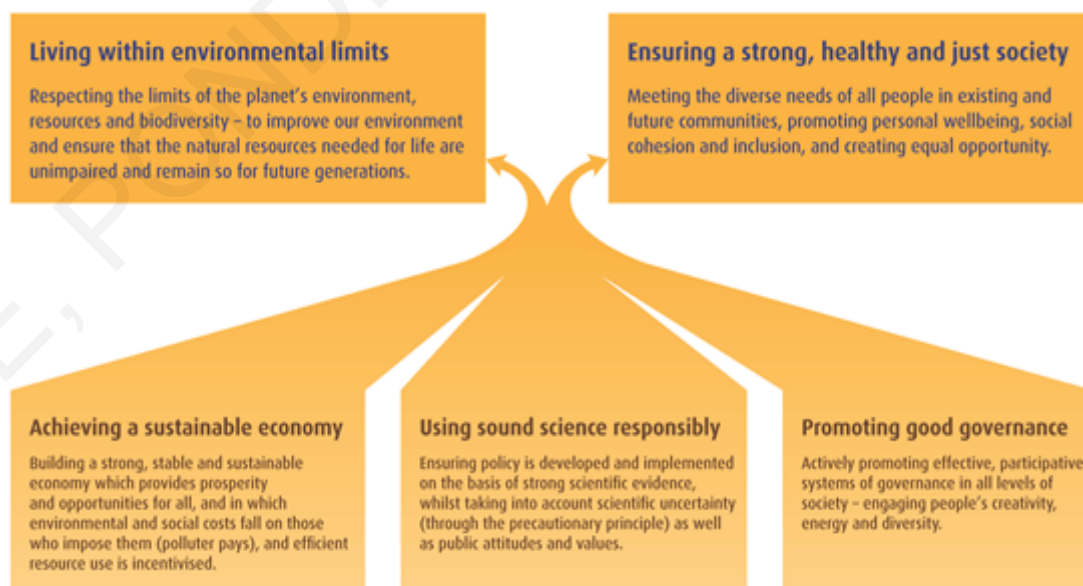 Living within environmental limits
Respecting the limits of the planet's environment,
resources and biodiversity – to improve our environment
and ensure that the natural resources needed for life are
unimpaired and remain so for future generations.
Ensuring a strong, healthy and just society
Meeting the diverse needs of all people in existing and
future communities, promoting personal wellbeing, social
cohesion and inclusion, and creating equal opportunity.
Achieving a sustainable economy
Building a strong, stable and sustainable
economy which provides prosperity
and opportunities for all, and in which
environmental and social costs fall on those
who impose them (polluter pays), and efficient
resource use is incentivised.
Using sound science responsibly
Ensuring policy is developed and implemented
on the basis of strong scientific evidence,
whilst taking into account scientific uncertainty
(through the precautionary principle) as well
as public attitudes and values.
Promoting good governance
Actively promoting effective, participative
systems of governance in all levels of
society – engaging people's creativity,
energy and diversity.